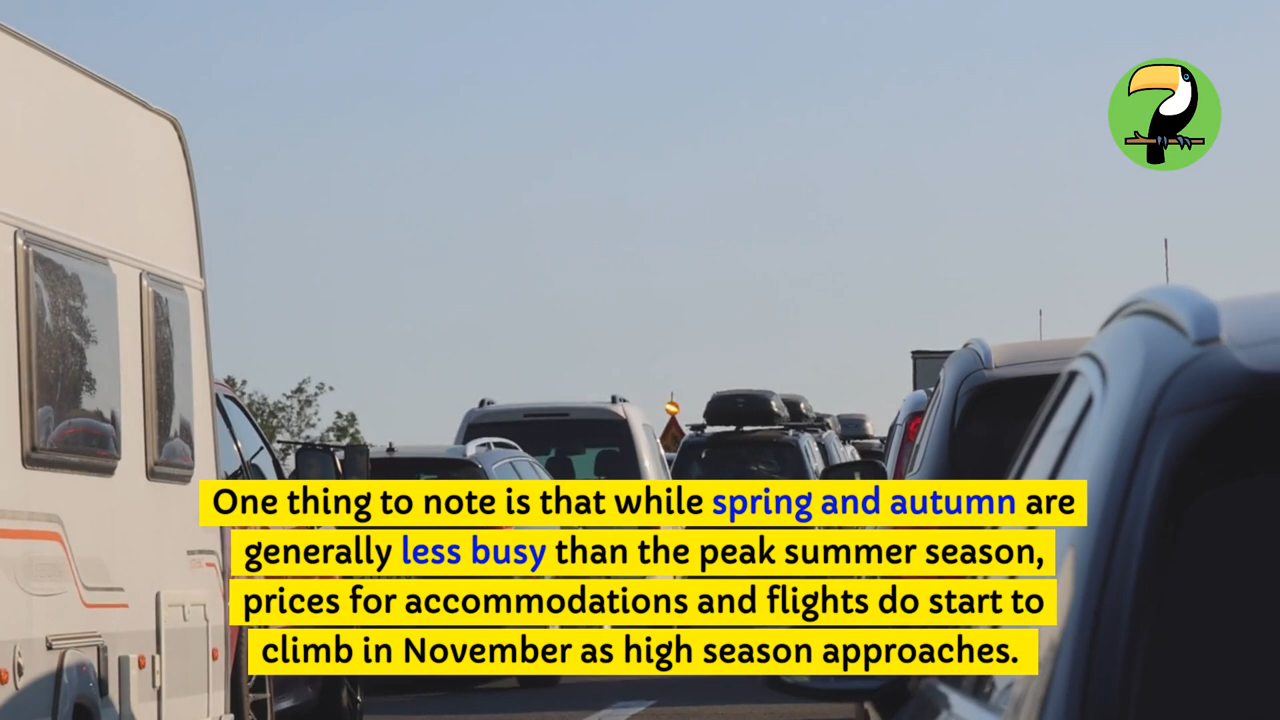 One thing to note is that while spring and autumn are
generally less busy than the peak summer season,
prices for accommodations and flights do start to
climb in November as high season approaches.